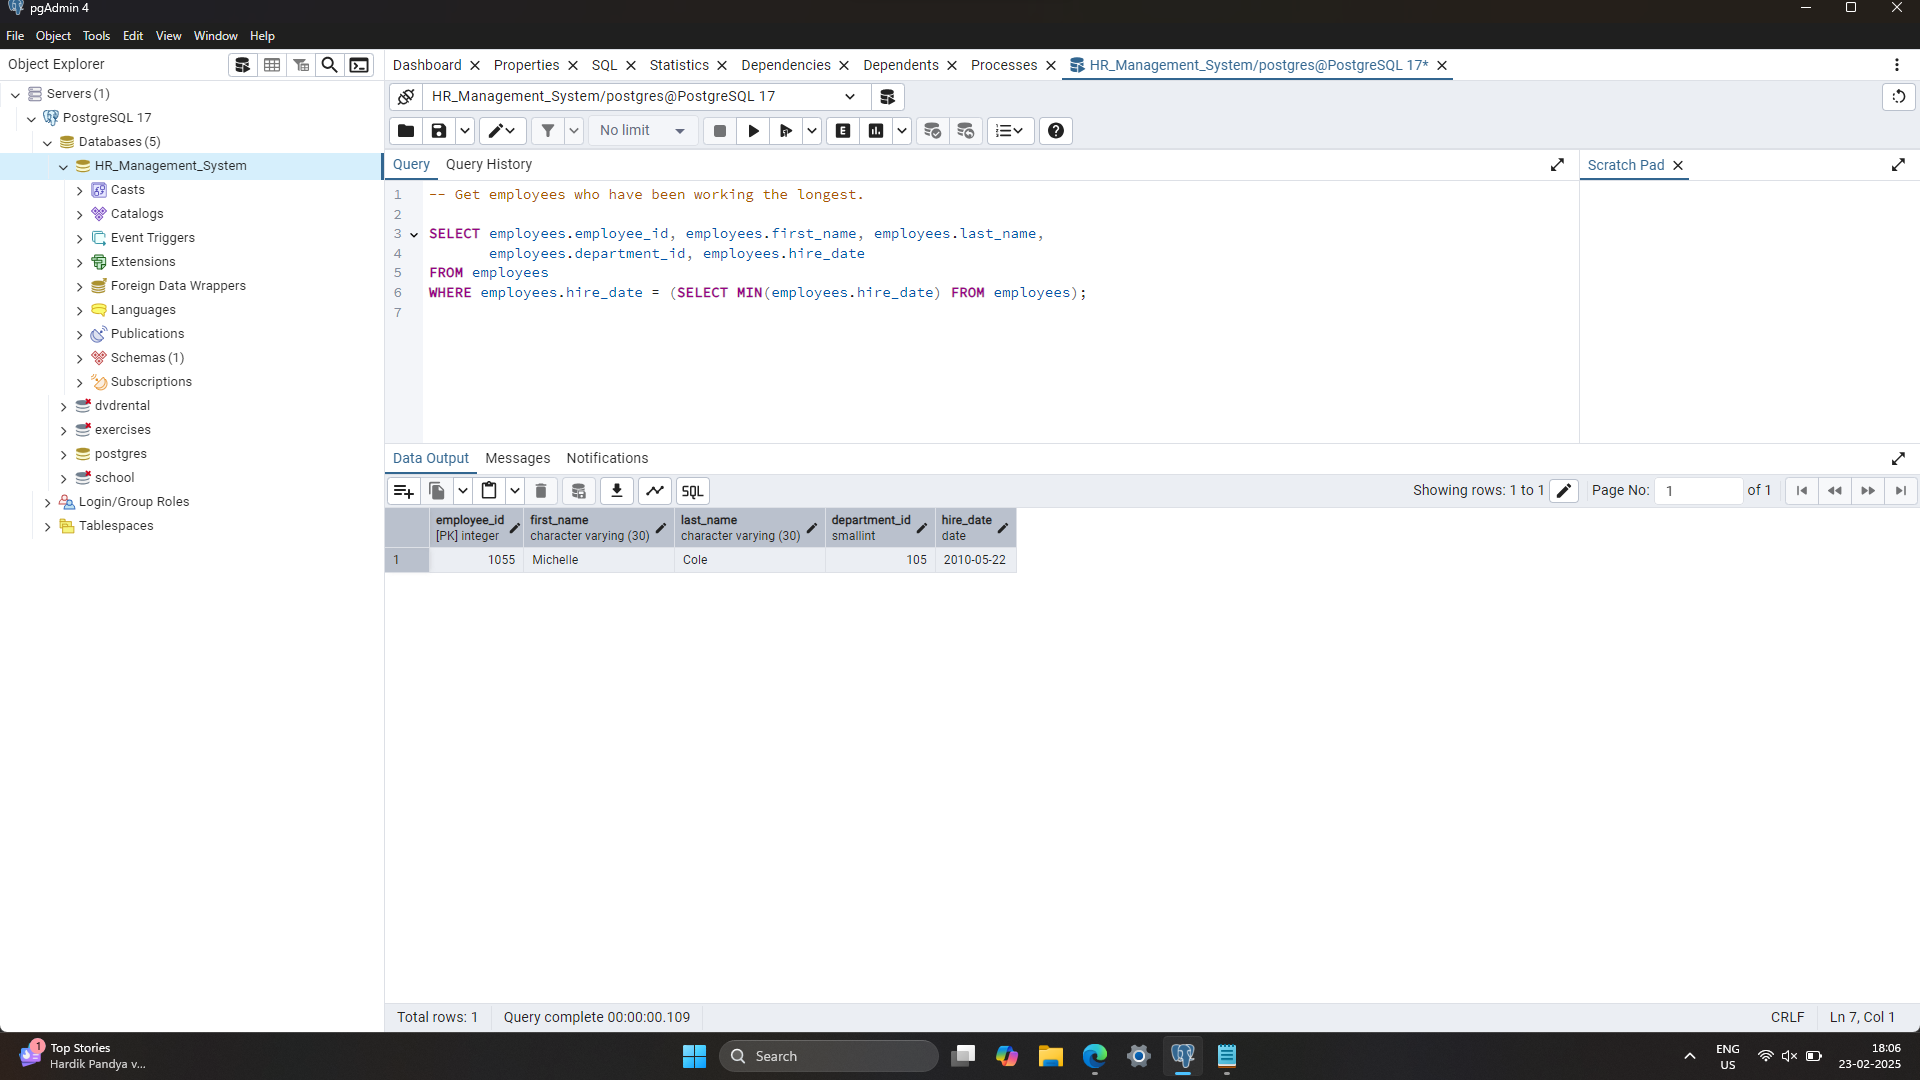 pgAdmin 4
File Object Tools Edit View Window Help
Object Explorer
Servers (1)
PostgreSQL 17
Databases (5)
HR_Management_System
Casts
Catalogs
Event Triggers
Extensions
Foreign Data Wrappers
Languages
Publications
Schemas (1)
Subscriptions
dvdrental
exercises
postgres
school
Login/Group Roles
Tablespaces
Dashboard Properties SQL Statistics Dependencies Dependents Processes HR_Management_System/postgres@PostgreSQL 17*
HR_Management_System/postgres@PostgreSQL 17
No limit
E
Query Query History
Scratch Pad
1 -- Get employees who have been working the longest.
2
3 SELECT employees.employee_id, employees.first_name, employees.last_name,
4 employees.department_id, employees.hire_date
5 FROM employees
6 WHERE employees.hire_date = (SELECT MIN(employees.hire_date) FROM employees);
7
Data Output Messages Notifications
SQL
Showing rows: 1 to 1 Page No: 1 of 1
employee_id first_name last_name department_id hire_date
[PK] integer character varying (30) character varying (30) smallint date
1 1055 Michelle Cole 105 2010-05-22
Total rows: 1 Query complete 00:00:00.109 CRLF Ln 7, Col 1
1
Top Stories
Hardik Pandya v...
Search
ENG
US
18:06
23-02-2025